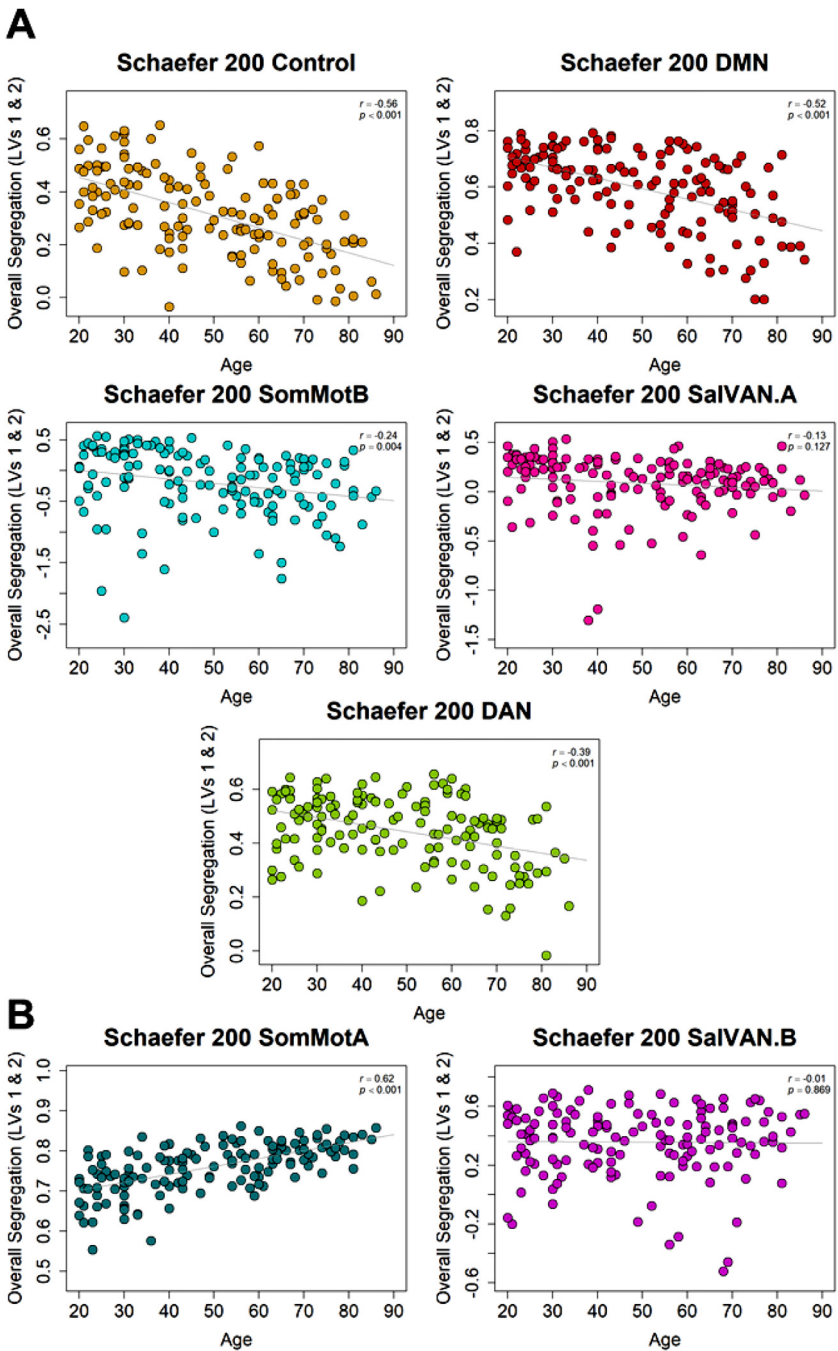 A
Schaefer 200 Control
Overall Segregation (LVs 1 & 2)
0.6
0.4
0.2
0.0
r = -0.56
p < 0.001
20 30 40 50 60 70 80 90
Age
Schaefer 200 DMN
Overall Segregation (LVs 1 & 2)
0.8
0.6
0.4
0.2
r = -0.52
p < 0.001
20 30 40 50 60 70 80 90
Age
Schaefer 200 SomMotB
Overall Segregation (LVs 1 & 2)
0.5
-0.5
-1.5
-2.5
r = -0.24
p = 0.004
20 30 40 50 60 70 80 90
Age
Schaefer 200 SalVAN.A
Overall Segregation (LVs 1 & 2)
0.5
0.0
-0.5
-1.0
-1.5
r = -0.13
p = 0.127
20 30 40 50 60 70 80 90
Age
Schaefer 200 DAN
Overall Segregation (LVs 1 & 2)
0.6
0.4
0.2
0.0
r = -0.39
p < 0.001
20 30 40 50 60 70 80 90
Age
B
Schaefer 200 SomMotA
Overall Segregation (LVs 1 & 2)
1.0
0.9
0.8
0.7
0.6
0.5
r = 0.62
p < 0.001
20 30 40 50 60 70 80 90
Age
Schaefer 200 SalVAN.B
Overall Segregation (LVs 1 & 2)
0.6
0.2
-0.2
-0.6
r = -0.01
p = 0.869
20 30 40 50 60 70 80 90
Age